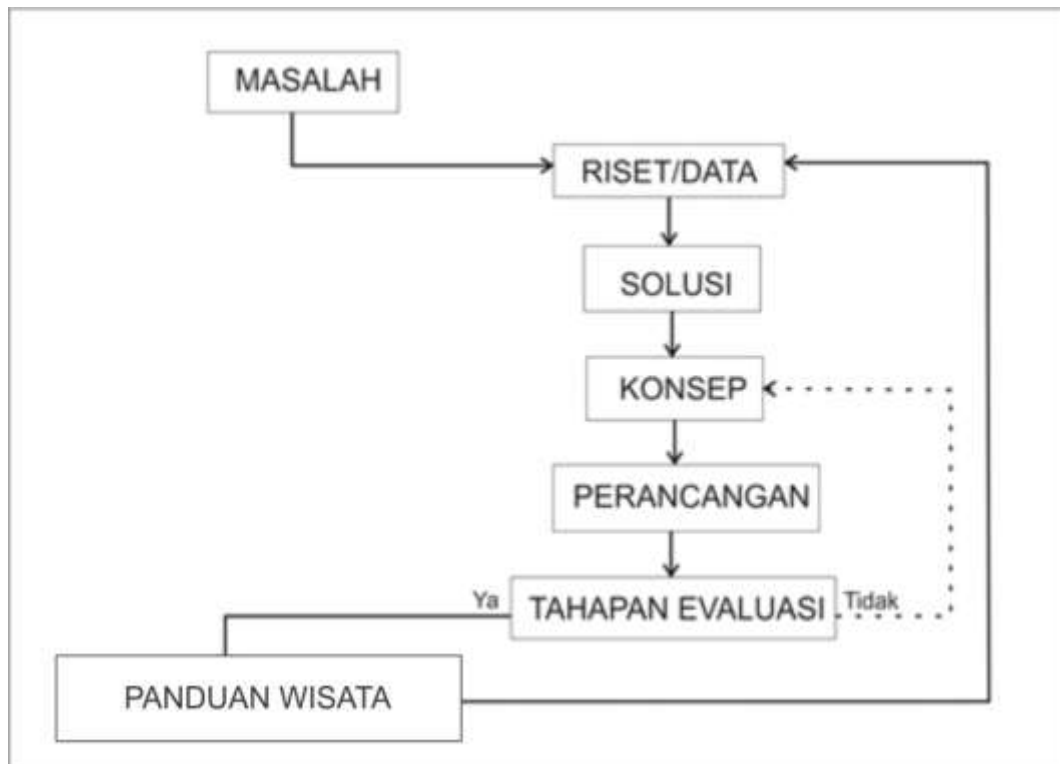 MASALAH
RISET/DATA
SOLUSI
KONSEP
PERANCANGAN
Ya
TAHAPAN EVALUASI
Tidak
PANDUAN WISATA